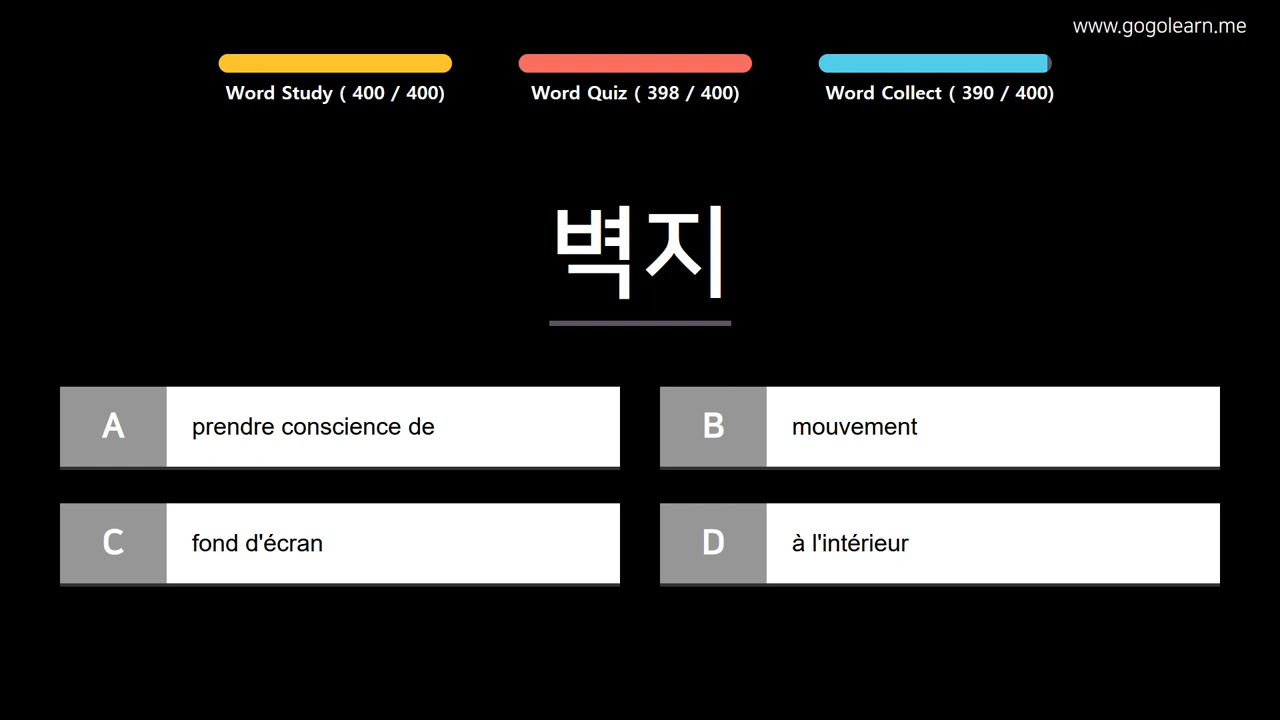 www.gogolearn.me
Word Study ( 400 / 400)
Word Quiz ( 398 / 400)
Word Collect ( 390 / 400)
벽지
A prendre conscience de
B mouvement
C fond d'écran
D à l'intérieur